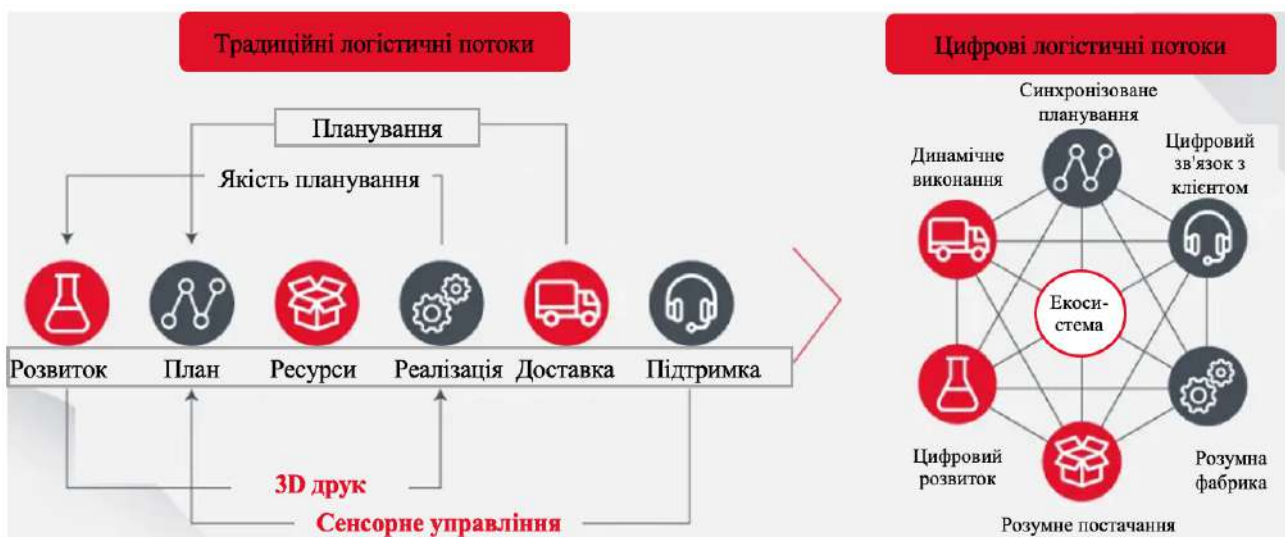 Традиційні логістичні потоки
Планування
Якість планування
Розвиток
План
Ресурси
Реалізація
Доставка
Підтримка
3D друк
Сенсорне управління
Цифрові логістичні потоки
Синхронізоване
планування
Динамічне
виконання
Цифровий
зв'язок з
клієнтом
Екоси-
стема
Цифровий
розвиток
Розумна
фабрика
Розумне постачання